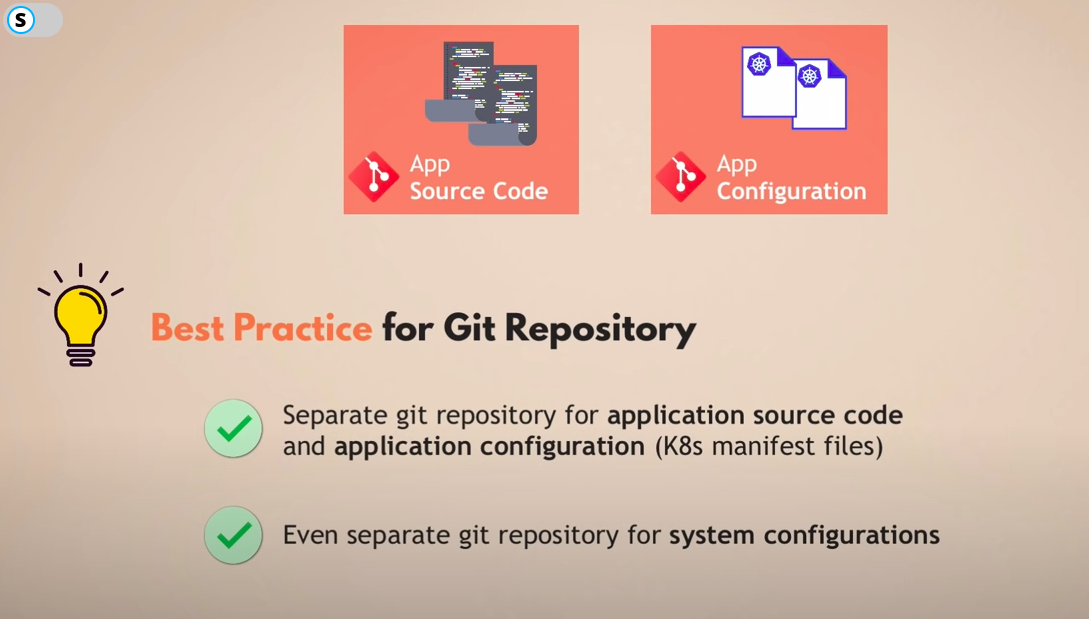 S
App
Source Code
App
Configuration
Best Practice for Git Repository
Separate git repository for application source code
and application configuration (K8s manifest files)
Even separate git repository for system configurations